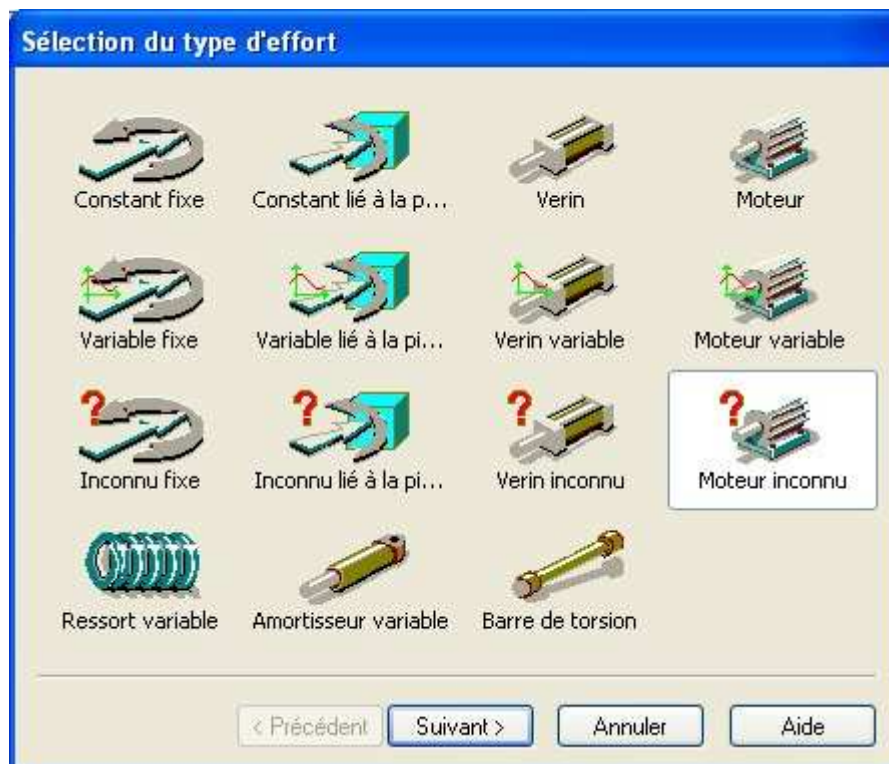 Sélection du type d'effort
Constant fixe
Constant lié à la p...
Verin
Moteur
Variable fixe
Variable lié à la pi...
Verin variable
Moteur variable
? ? ? ?
Inconnu fixe
Inconnu lié à la pi...
Verin inconnu
Moteur inconnu
Ressort variable
Amortisseur variable
Barre de torsion
< Précédent
Suivant >
Annuler
Aide